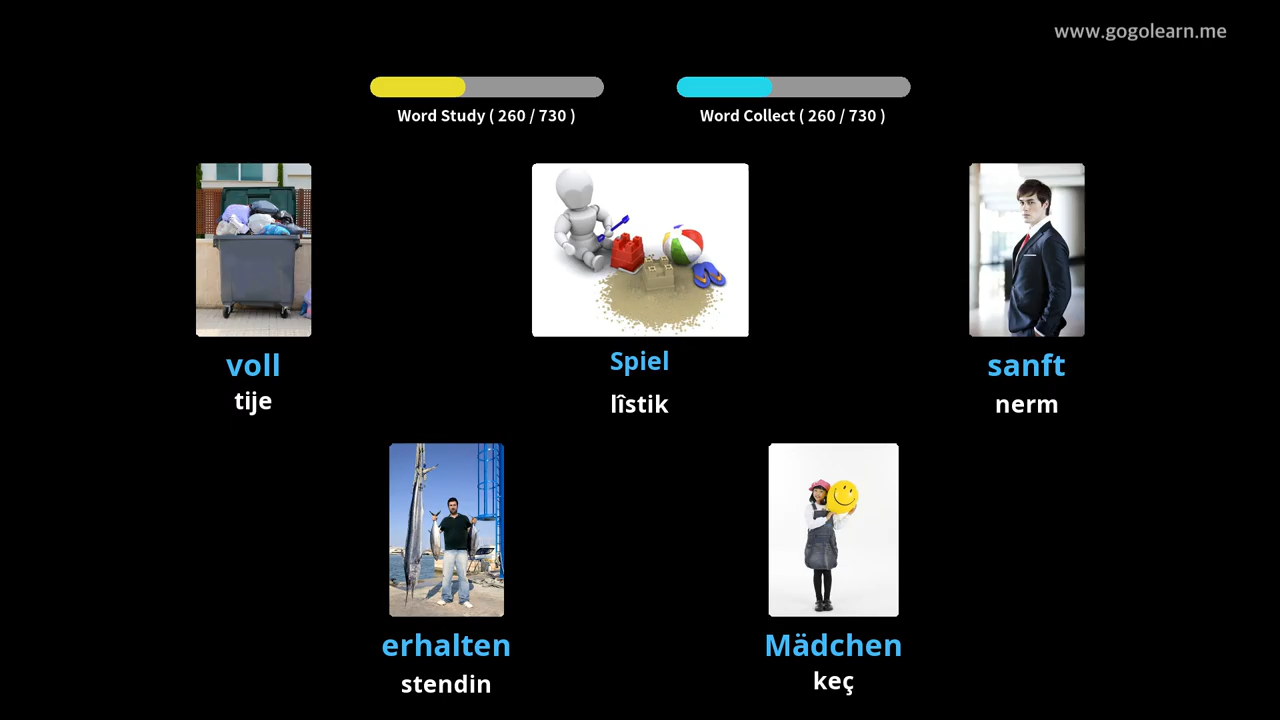 www.gogolearn.me
Word Study ( 260 / 730 )
Word Collect ( 260 / 730 )
voll
tije
Spiel
lîstik
sanft
nerm
erhalten
stendin
Mädchen
keç